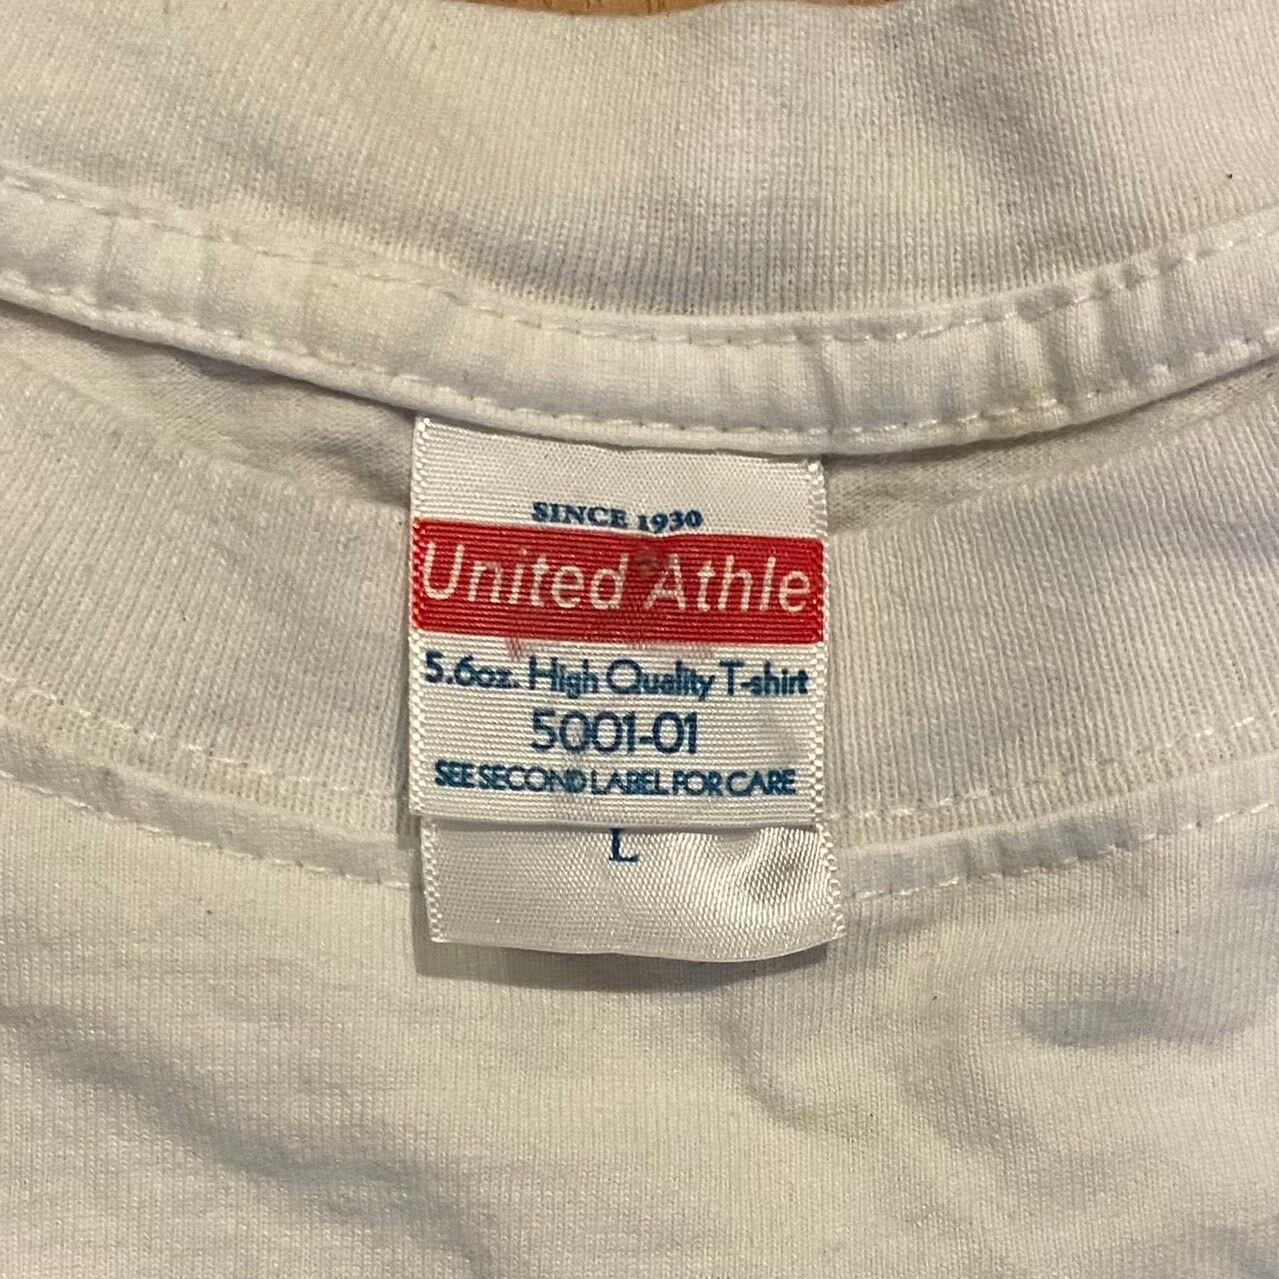 SINCE 1930
United Athle
5.6oz. High Quality T-shirt
5001-01
SEE SECOND LABEL FOR CARE
L